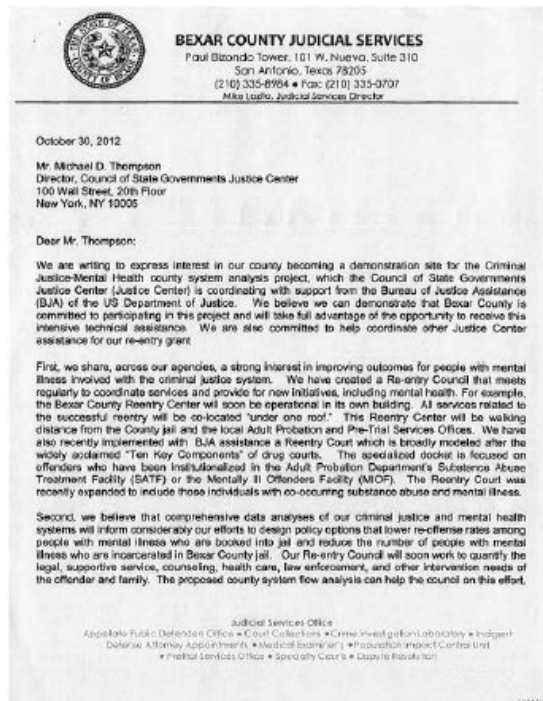 BEXAR COUNTY JUDICIAL SERVICES
Paul Elizondo Tower, 101 W. Nueva, Suite 310
San Antonio, Texas 78205
(210) 335-8984 • Fax: (210) 335-0707
Mike Lozito, Judicial Services Director
October 30, 2012
Mr. Michael D. Thompson
Director, Council of State Governments Justice Center
100 Wall Street, 20th Floor
New York, NY 10005
Dear Mr. Thompson:
We are writing to express interest in our county becoming a demonstration site for the Criminal
Justice-Mental Health county system analysis project, which the Council of State Governments
Justice Center (Justice Center) is coordinating with support from the Bureau of Justice Assistance
(BJA) of the US Department of Justice. We believe we can demonstrate that Bexar County is
committed to participating in this project and will take full advantage of the opportunity to receive this
intensive technical assistance. We are also committed to help coordinate other Justice Center
assistance for our re-entry grant
First, we share, across our agencies, a strong interest in improving outcomes for people with mental
illness involved with the criminal justice system. We have created a Re-entry Council that meets
regularly to coordinate services and provide for new initiatives, including mental health. For example,
the Bexar County Reentry Center will soon be operational in its own building. All services related to
the successful reentry will be co-located "under one roof." This Reentry Center will be walking
distance from the County jail and the local Adult Probation and Pre-Trial Services Offices. We have
also recently implemented with BJA assistance a Reentry Court which is broadly modeled after the
widely acclaimed "Ten Key Components" of drug courts. The specialized docket is focused on
offenders who have been institutionalized in the Adult Probation Department's Substance Abuse
Treatment Facility (SATF) or the Mentally Ill Offenders Facility (MIOF). The Reentry Court was
recently expanded to include those individuals with co-occurring substance abuse and mental illness.
Second, we believe that comprehensive data analyses of our criminal justice and mental health
systems will inform considerably our efforts to design policy options that lower re-offense rates among
people with mental illness who are booked into jail and reduce the number of people with mental
illness who are incarcerated in Bexar County jail. Our Re-entry Council will soon work to quantify the
legal, supportive service, counseling, health care, law enforcement, and other intervention needs of
the offender and family. The proposed county system flow analysis can help the council on this effort.
Judicial Services Office
Appellate Public Defenders Office • Court Collections • Crime Investigation Laboratory • Indigent
Defense Attorney Appointments • Medical Examiner's • Population Impact Control Unit
• Pretrial Services Office • Specialty Courts • Dispute Resolution